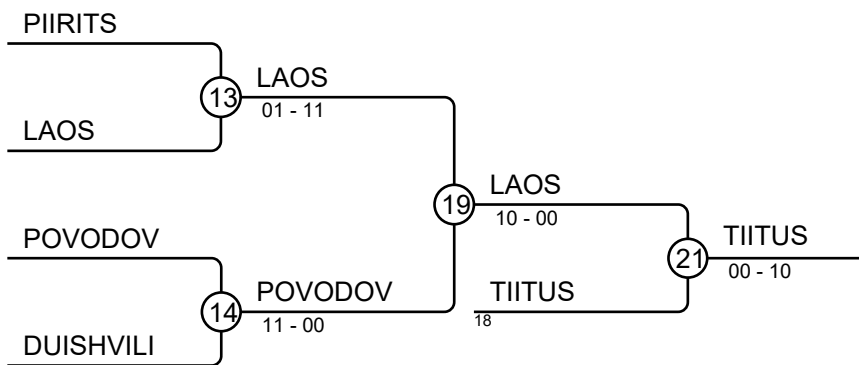 PIIRITS
13
LAOS
01 - 11
LAOS
19
LAOS
10 - 00
POVODOV
21
TIITUS
00 - 10
14
POVODOV
11 - 00
TIITUS
18
DUISHVILI